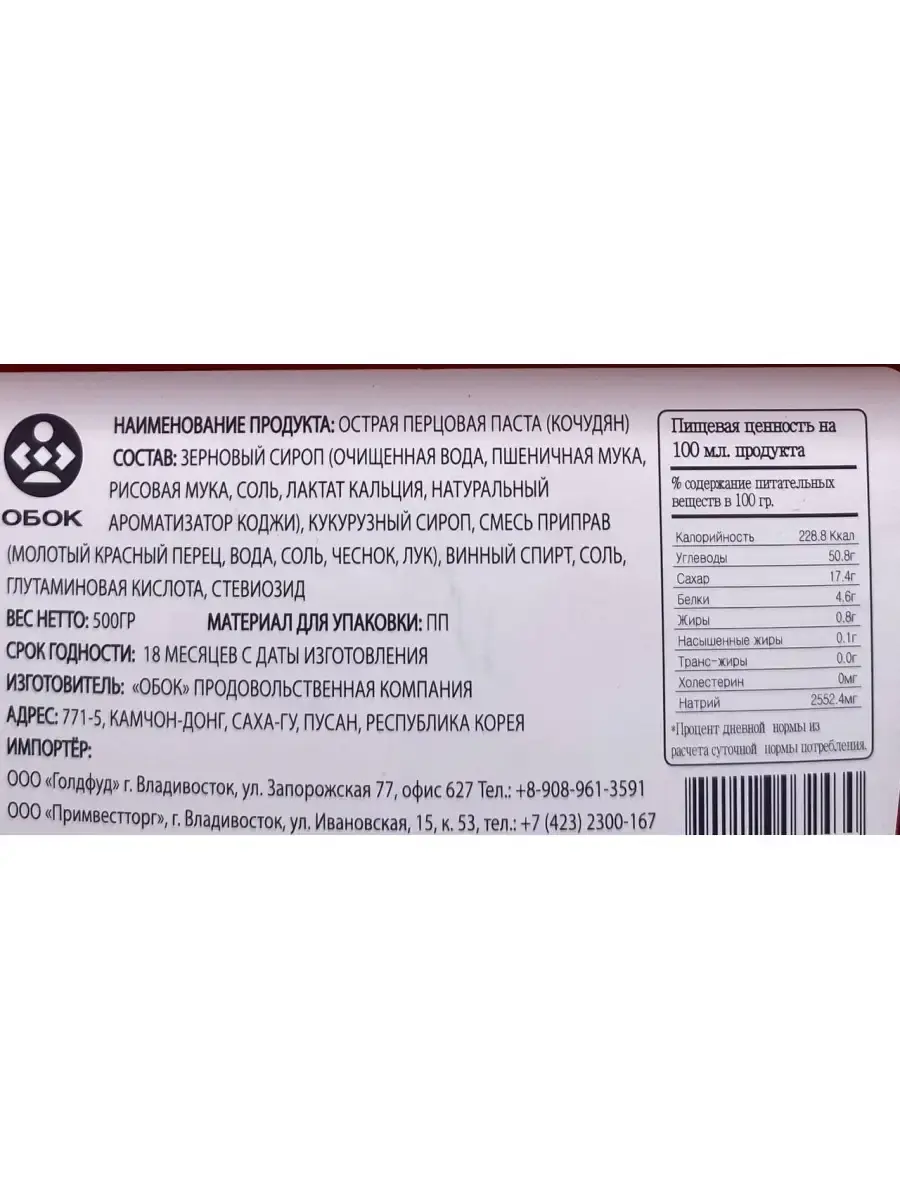 НАИМЕНОВАНИЕ ПРОДУКТА: ОСТРАЯ ПЕРЦОВАЯ ПАСТА (КОЧУДЯН)
СОСТАВ: ЗЕРНОВЫЙ СИРОП (ОЧИЩЕННАЯ ВОДА, ПШЕНИЧНАЯ МУКА,
РИСОВАЯ МУКА, СОЛЬ, ЛАКТАТ КАЛЬЦИЯ, НАТУРАЛЬНЫЙ
ОБОК
АРОМАТИЗАТОР КОДЖИ), КУКУРУЗНЫЙ СИРОП, СМЕСЬ ПРИПРАВ
(МОЛОТЫЙ КРАСНЫЙ ПЕРЕЦ, ВОДА, СОЛЬ, ЧЕСНОК, ЛУК), ВИННЫЙ СПИРТ, СОЛЬ,
ГЛУТАМИНОВАЯ КИСЛОТА, СТЕВИОЗИД
ВЕС НЕТТО: 500ГР МАТЕРИАЛ ДЛЯ УПАКОВКИ: ПП
СРОК ГОДНОСТИ: 18 МЕСЯЦЕВ С ДАТЫ ИЗГОТОВЛЕНИЯ
ИЗГОТОВИТЕЛЬ: «ОБОК» ПРОДОВОЛЬСТВЕННАЯ КОМПАНИЯ
АДРЕС: 771-5, КАМЧОН-ДОНГ, САХА-ГУ, ПУСАН, РЕСПУБЛИКА КОРЕЯ
ИМПОРТЁР:
ООО «Голдфуд» г. Владивосток, ул. Запорожская 77, офис 627 Тел.: +8-908-961-3591
ООО «Примвестторг», г. Владивосток, ул. Ивановская, 15, к. 53, тел.: +7 (423) 2300-167
Пищевая ценность на
100 мл. продукта
% содержание питательных
веществ в 100 гр.
Калорийность 228.8 Ккал
Углеводы 50.8г
Сахар 17.4г
Белки 4.6г
Жиры 0.8г
Насыщенные жиры 0.1г
Транс-жиры 0.0г
Холестерин 0мг
Натрий 2552.4мг
*Процент дневной нормы из
расчета суточной нормы потребления.